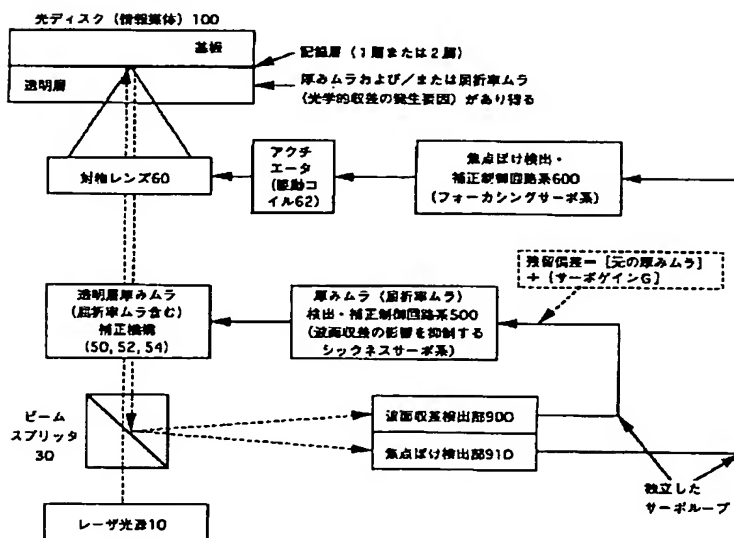 光ディスク（情報媒体）100
基板
透明層
記録層（1層または2層）
厚みムラおよび／または屈折率ムラ
（光学的収差の発生要因）があり得る
対物レンズ60
アクチ
エータ
（駆動コ
イル62）
焦点ぼけ検出・
補正制御回路系600
（フォーカシングサーボ系）
残留偏差＝［元の厚みムラ］
÷［サーボゲインG］
透明層厚みムラ
（屈折率ムラ含む）
補正機構
（50, 52, 54）
厚みムラ（屈折率ムラ）
検出・補正制御回路系500
（波面収差の影響を抑制する
シックネスサーボ系）
ビーム
スプリッタ
30
波面収差検出部900
焦点ぼけ検出部910
独立した
サーボループ
レーザ光源10